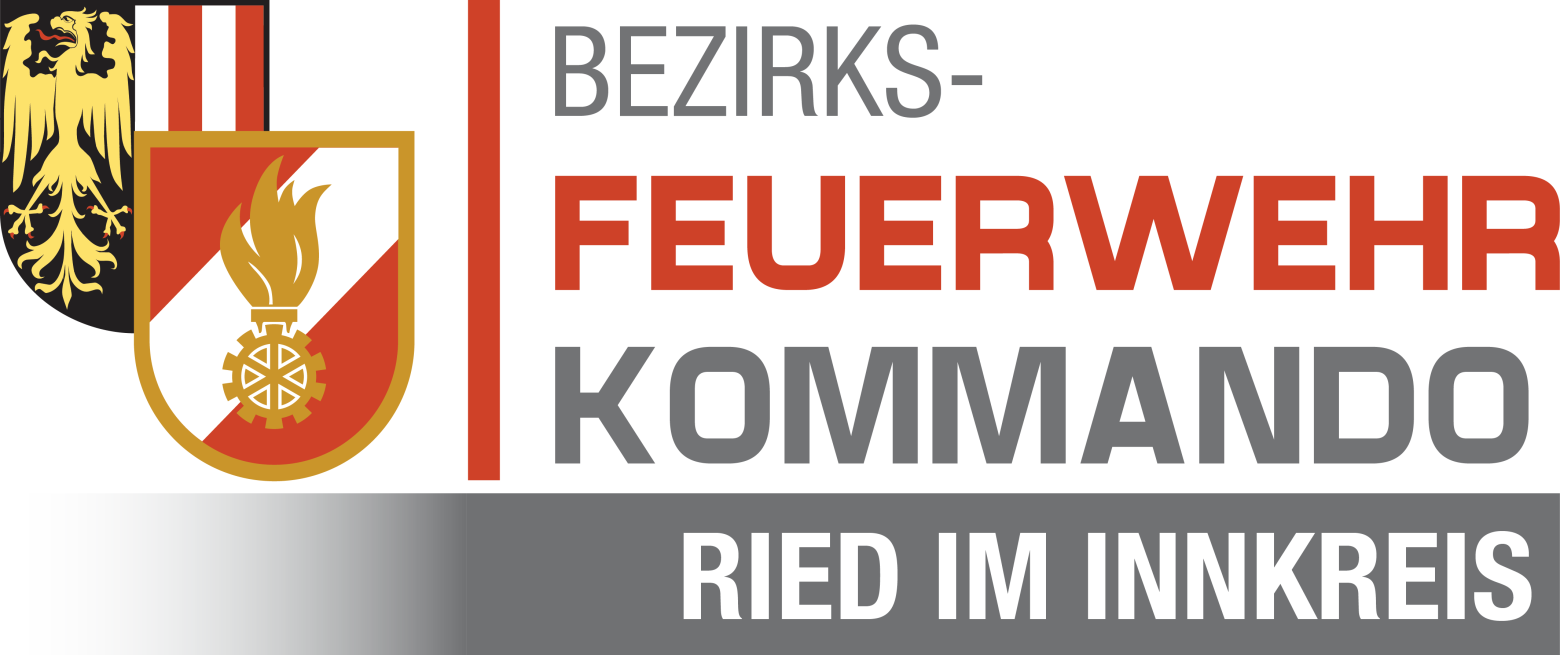 BEZIRKS-
FEUERWEHR
KOMMANDO
RIED IM INNKREIS